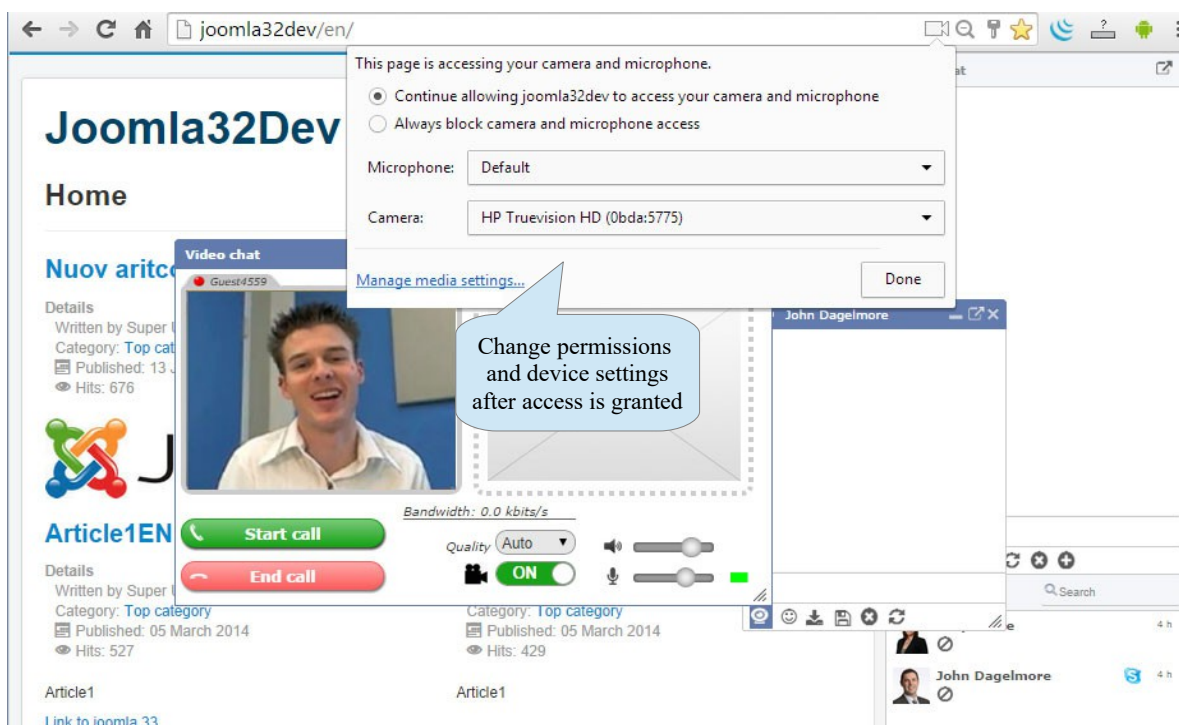 joomla32dev/en/
This page is accessing your camera and microphone.
Continue allowing joomla32dev to access your camera and microphone
Always block camera and microphone access
Microphone: Default
Camera: HP Truevision HD (0bda:5775)
Manage media settings...
Done
at
Joomla32Dev
Home
Nuov
Details
Written by Super
Category: Top cat
Published: 13
Hits: 676
J
Video chat
Guest4559
Change permissions
and device settings
after access is granted
John Dagelmore
Bandwidth: 0.0 kbits/s
Start call
Quality Auto
End call
ON
Article1EN
Details
Written by Super
Category: Top category
Published: 05 March 2014
Hits: 527
Article1
Link to joomla 33
Category: Top category
Published: 05 March 2014
Hits: 429
Article1
Search
e
4 h
John Dagelmore
4 h